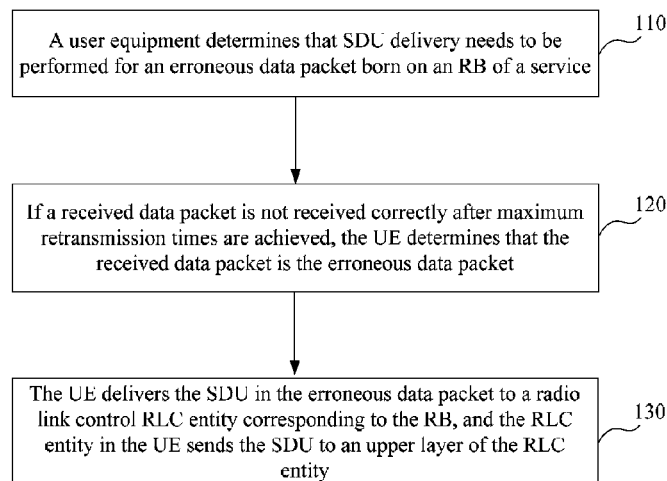 110
A user equipment determines that SDU delivery needs to be
performed for an erroneous data packet born on an RB of a service
120
If a received data packet is not received correctly after maximum
retransmission times are achieved, the UE determines that the
received data packet is the erroneous data packet
130
The UE delivers the SDU in the erroneous data packet to a radio
link control RLC entity corresponding to the RB, and the RLC
entity in the UE sends the SDU to an upper layer of the RLC
entity